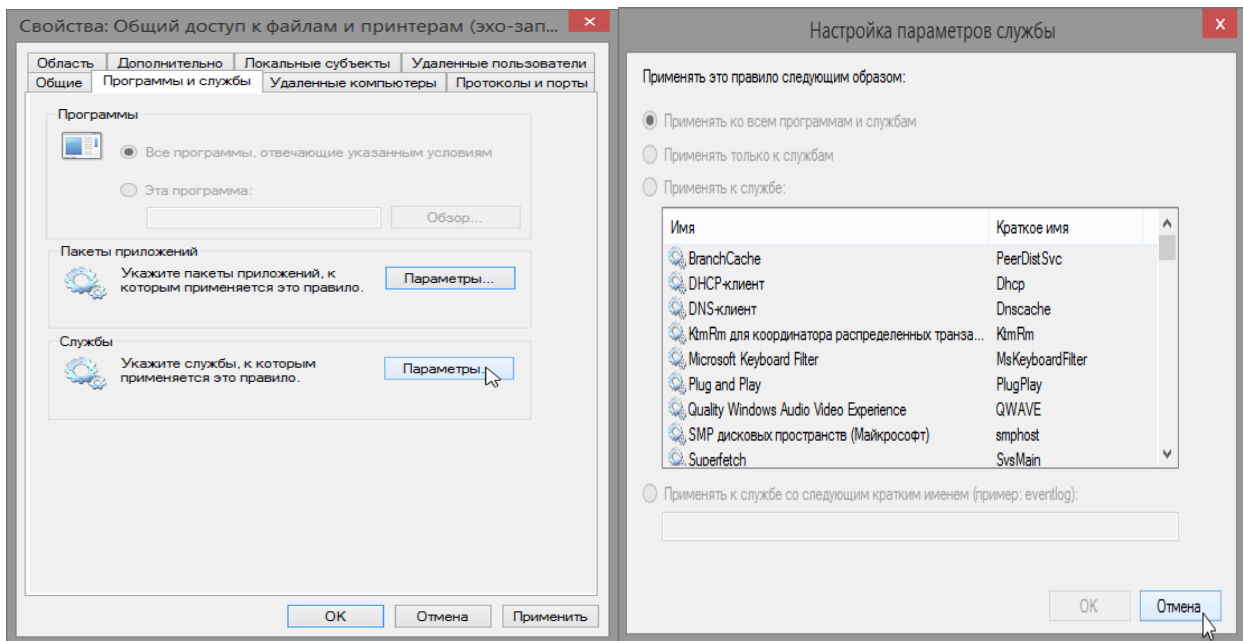 Свойства: Общий доступ к файлам и принтерам (эхо-зап...
Область Дополнительно Локальные субъекты Удаленные пользователи
Общие Программы и службы Удаленные компьютеры Протоколы и порты
Программы
Все программы, отвечающие указанным условиям
Эта программа:
Обзор...
Пакеты приложений
Укажите пакеты приложений, к
которым применяется это правило.
Параметры...
Службы
Укажите службы, к которым
применяется это правило.
Параметры...
OK Отмена Применить
Настройка параметров службы
Применять это правило следующим образом:
Применять ко всем программам и службам
Применять только к службам
Применять к службе:
Имя Краткое имя
BranchCache PeerDistSvc
DHCP-клиент Dhcp
DNS-клиент Dnscache
KtmRm для координатора распределенных транза... KtmRm
Microsoft Keyboard Filter MsKeyboardFilter
Plug and Play PlugPlay
Quality Windows Audio Video Experience QWAVE
SMP дисковых пространств (Майкрософт) smphost
Superfetch SysMain
Применять к службе со следующим кратким именем (пример: eventlog):
OK Отмена